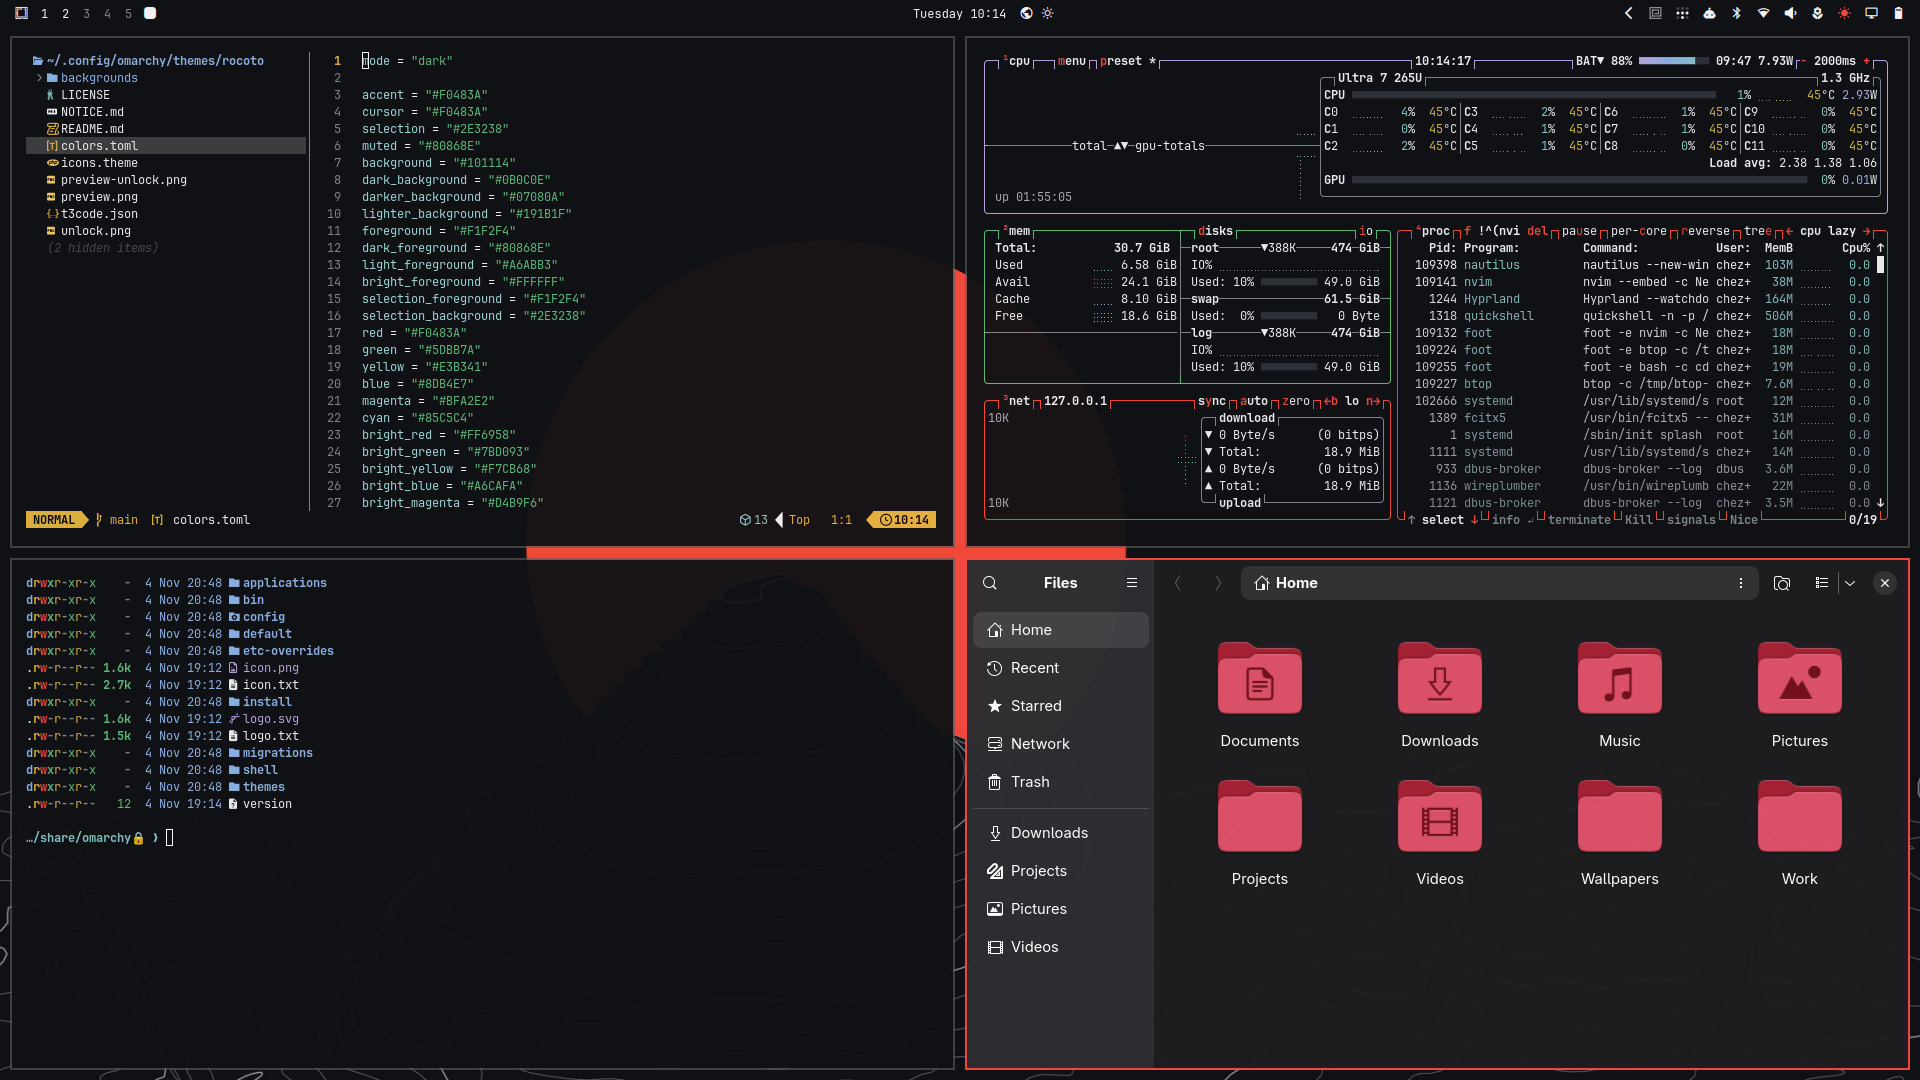 1 2 3 4 5
Tuesday 10:14
~/.config/omarchy/themes/rocoto
backgrounds
LICENSE
NOTICE.md
README.md
colors.toml
icons.theme
preview-unlock.png
preview.png
t3code.json
unlock.png
(2 hidden items)
1 mode = "dark"
2
3 accent = "#F0483A"
4 cursor = "#F0483A"
5 selection = "#2E3238"
6 muted = "#80868E"
7 background = "#101114"
8 dark_background = "#0B0C0E"
9 darker_background = "#07080A"
10 lighter_background = "#191B1F"
11 foreground = "#F1F2F4"
12 dark_foreground = "#80868E"
13 light_foreground = "#A6ABB3"
14 bright_foreground = "#FFFFFF"
15 selection_foreground = "#F1F2F4"
16 selection_background = "#2E3238"
17 red = "#F0483A"
18 green = "#5DBB7A"
19 yellow = "#E3B341"
20 blue = "#8DB4E7"
21 magenta = "#BFA2E2"
22 cyan = "#85C5C4"
23 bright_red = "#FF6958"
24 bright_green = "#7BD093"
25 bright_yellow = "#F7CB68"
26 bright_blue = "#A6CAFA"
27 bright_magenta = "#D4B9F6"
NORMAL main colors.toml 13 Top 1:1 10:14
1cpu menu preset * 10:14:17 BAT▼ 88% 09:47 7.93W - 2000ms +
Ultra 7 265U 1.3 GHz
CPU 1% 45°C 2.93W
C0 4% 45°C C3 2% 45°C C6 1% 45°C C9 0% 45°C
C1 0% 45°C C4 1% 45°C C7 1% 45°C C10 0% 45°C
C2 2% 45°C C5 1% 45°C C8 0% 45°C C11 0% 45°C
total ▲▼ gpu-totals
Load avg: 2.38 1.38 1.06
GPU 0% 0.01W
up 01:55:05
2mem
Total: 30.7 GiB
Used 6.58 GiB
Avail 24.1 GiB
Cache 8.10 GiB
Free 18.6 GiB
disks io
root ▼388K 474 GiB
IO%
Used: 10% 49.0 GiB
swap 61.5 GiB
Used: 0% 0 Byte
log ▼388K 474 GiB
IO%
Used: 10% 49.0 GiB
3net 127.0.0.1 sync auto zero ←b lo n→
10K
download
▼ 0 Byte/s (0 bitps)
▼ Total: 18.9 MiB
▲ 0 Byte/s (0 bitps)
▲ Total: 18.9 MiB
10K
upload
4proc f !^(nvi del pause per-core reverse tree ← cpu lazy →
Pid: Program: Command: User: MemB Cpu% ↑
109398 nautilus nautilus --new-win chez+ 103M 0.0
109141 nvim nvim --embed -c Ne chez+ 38M 0.0
1244 Hyprland Hyprland --watchdo chez+ 164M 0.0
1318 quickshell quickshell -n -p / chez+ 506M 0.0
109132 foot foot -e nvim -c Ne chez+ 18M 0.0
109224 foot foot -e btop -c /t chez+ 18M 0.0
109255 foot foot -e bash -c cd chez+ 19M 0.0
109227 btop btop -c /tmp/btop- chez+ 7.6M 0.0
102666 systemd /usr/lib/systemd/s root 12M 0.0
1389 fcitx5 /usr/bin/fcitx5 -- chez+ 31M 0.0
1 systemd /sbin/init splash root 16M 0.0
1111 systemd /usr/lib/systemd/s chez+ 14M 0.0
933 dbus-broker dbus-broker --log dbus 3.6M 0.0
1136 wireplumber /usr/bin/wireplumb chez+ 22M 0.0
1121 dbus-broker dbus-broker --log chez+ 3.5M 0.0 ↓
↑ select ↓ info ↵ terminate Kill signals Nice 0/19
drwxr-xr-x - 4 Nov 20:48 applications
drwxr-xr-x - 4 Nov 20:48 bin
drwxr-xr-x - 4 Nov 20:48 config
drwxr-xr-x - 4 Nov 20:48 default
drwxr-xr-x - 4 Nov 20:48 etc-overrides
.rw-r--r-- 1.6k 4 Nov 19:12 icon.png
.rw-r--r-- 2.7k 4 Nov 19:12 icon.txt
drwxr-xr-x - 4 Nov 20:48 install
.rw-r--r-- 1.6k 4 Nov 19:12 logo.svg
.rw-r--r-- 1.5k 4 Nov 19:12 logo.txt
drwxr-xr-x - 4 Nov 20:48 migrations
drwxr-xr-x - 4 Nov 20:48 shell
drwxr-xr-x - 4 Nov 20:48 themes
.rw-r--r-- 12 4 Nov 19:14 version
…/share/omarchy ❯
Files
Home
Recent
Starred
Network
Trash
Downloads
Projects
Pictures
Videos
Home
Documents Downloads Music Pictures
Projects Videos Wallpapers Work